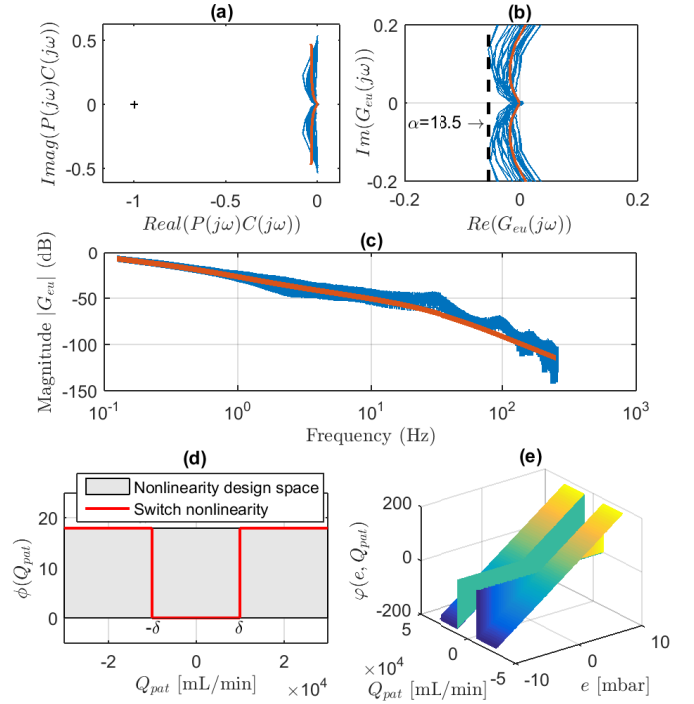 (a)
Imag(P(jω)C(jω))
0.5
0
-0.5
-1
-0.5
0
Real(P(jω)C(jω))
(b)
Im(G_eu(jω))
0.2
0
-0.2
α=18.5 →
-0.2
0
0.2
Re(G_eu(jω))
(c)
Magnitude |G_eu| (dB)
0
-50
-100
-150
10^-1
10^0
10^1
10^2
10^3
Frequency (Hz)
(d)
Nonlinearity design space
Switch nonlinearity
ϕ(Q_pat)
20
10
0
-δ
δ
-2
0
2
×10^4
Q_pat [mL/min]
(e)
φ(e, Q_pat)
200
0
-200
5
0
-5
×10^4
Q_pat [mL/min]
-10
0
10
e [mbar]